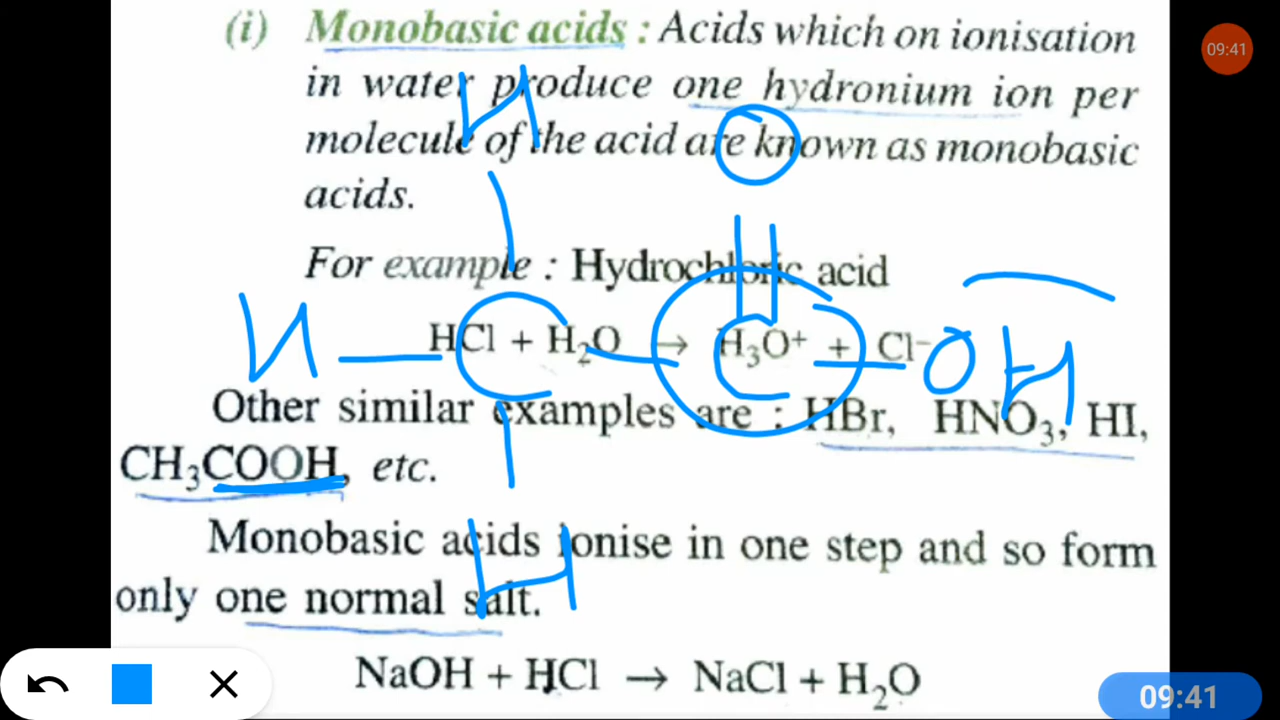 09:41
(i) Monobasic acids : Acids which on ionisation
in water produce one hydronium ion per
molecule of the acid are known as monobasic
acids.
For example : Hydrochloric acid
HCl + H₂O → H₃O⁺ + Cl⁻
Other similar examples are : HBr, HNO₃, HI,
CH₃COOH, etc.
Monobasic acids ionise in one step and so form
only one normal salt.
NaOH + HCl → NaCl + H₂O
H
O
H C C OH
H
09:41